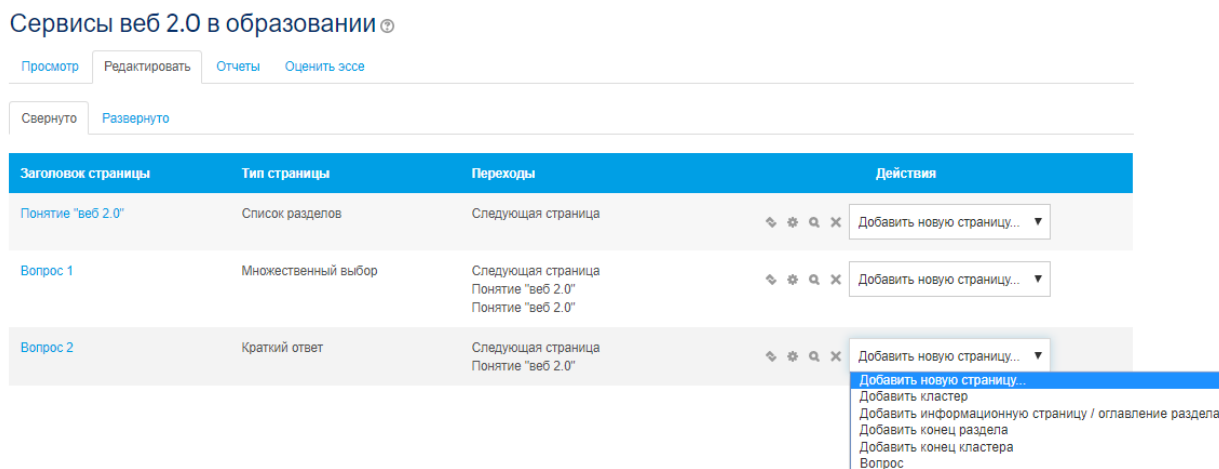 Сервисы веб 2.0 в образовании
Просмотр Редактировать Отчеты Оценить эссе
Свернуто Развернуто
Заголовок страницы Тип страницы Переходы Действия
Понятие "веб 2.0" Список разделов Следующая страница Добавить новую страницу...
Вопрос 1 Множественный выбор Следующая страница Добавить новую страницу...
Понятие "веб 2.0"
Понятие "веб 2.0"
Вопрос 2 Краткий ответ Следующая страница Добавить новую страницу...
Понятие "веб 2.0"
Добавить новую страницу...
Добавить кластер
Добавить информационную страницу / оглавление раздела
Добавить конец раздела
Добавить конец кластера
Вопрос